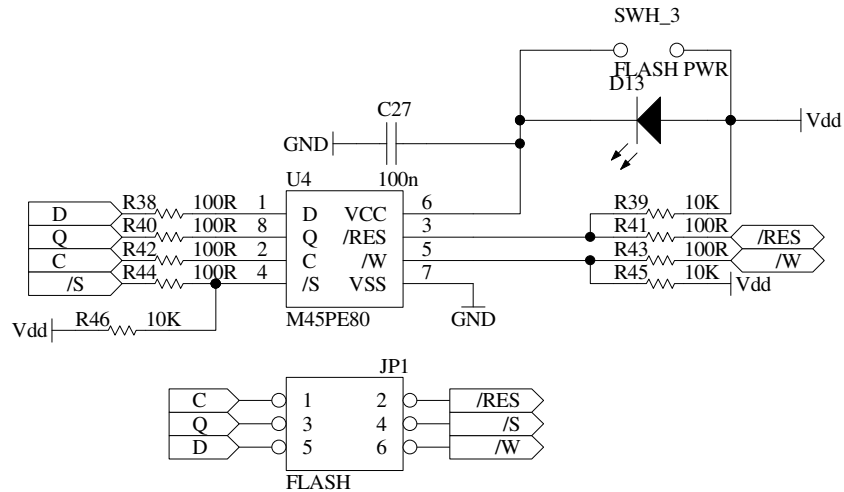 SWH_3
FLASH PWR
D13
C27
GND
Vdd
100n
U4
R38 100R 1 D VCC 6 R39 10K
D
R40 100R 8 Q /RES 3 R41 100R /RES
Q
R42 100R 2 C /W 5 R43 100R /W
C
R44 100R 4 /S VSS 7 R45 10K Vdd
/S
Vdd R46 10K
GND
M45PE80
JP1
C 1 2 /RES
Q 3 4 /S
D 5 6 /W
FLASH